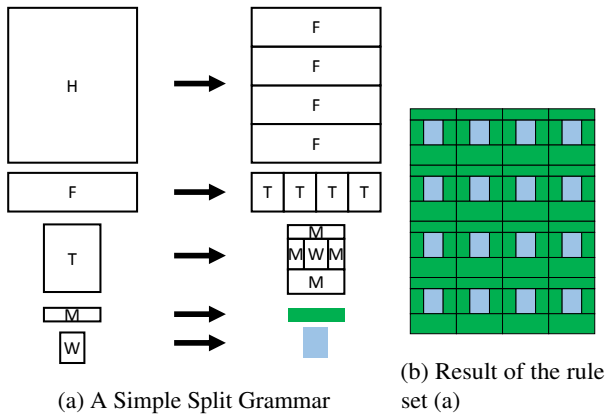 H
F
F
F
F
F
T T T T
T
M
M W M
M
M
W
(a) A Simple Split Grammar
(b) Result of the rule
set (a)